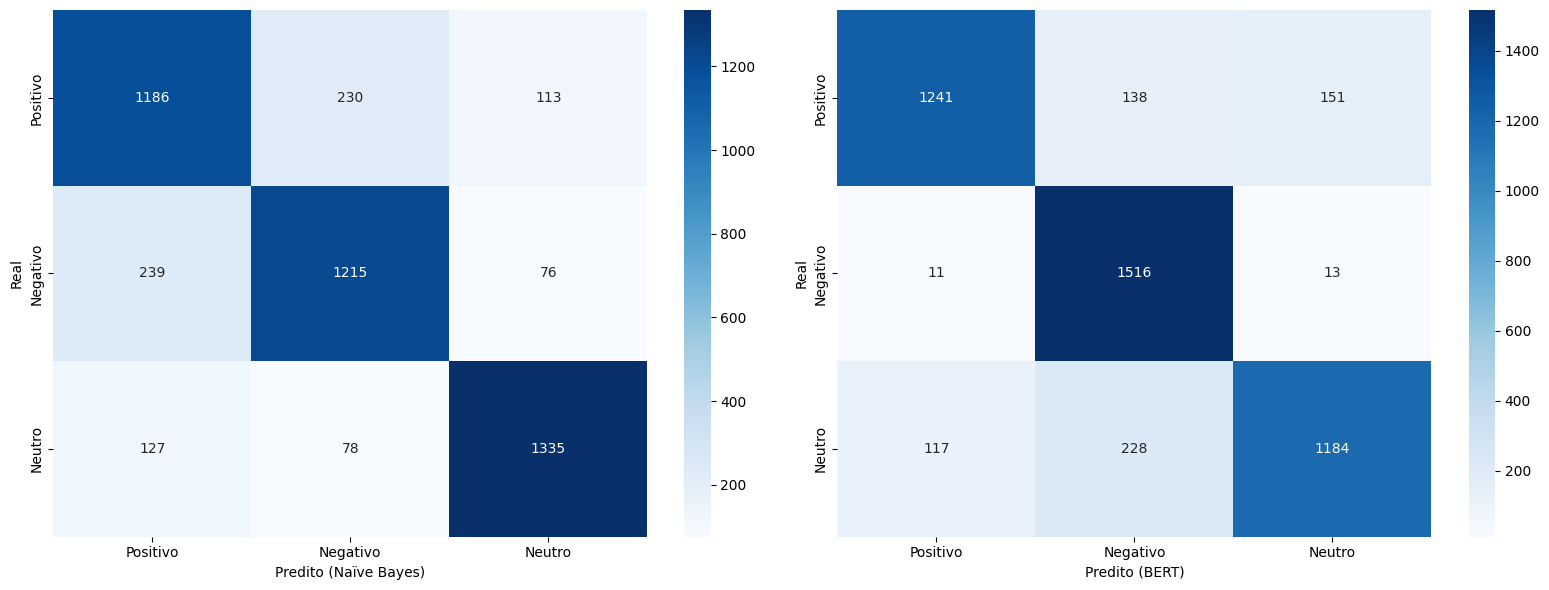 Positivo
1186 230 113
Negativo
239 1215 76
Neutro
127 78 1335
Real
Positivo Negativo Neutro
Predito (Naïve Bayes)
1200
1000
800
600
400
200
Positivo
1241 138 151
Negativo
11 1516 13
Neutro
117 228 1184
Real
Positivo Negativo Neutro
Predito (BERT)
1400
1200
1000
800
600
400
200